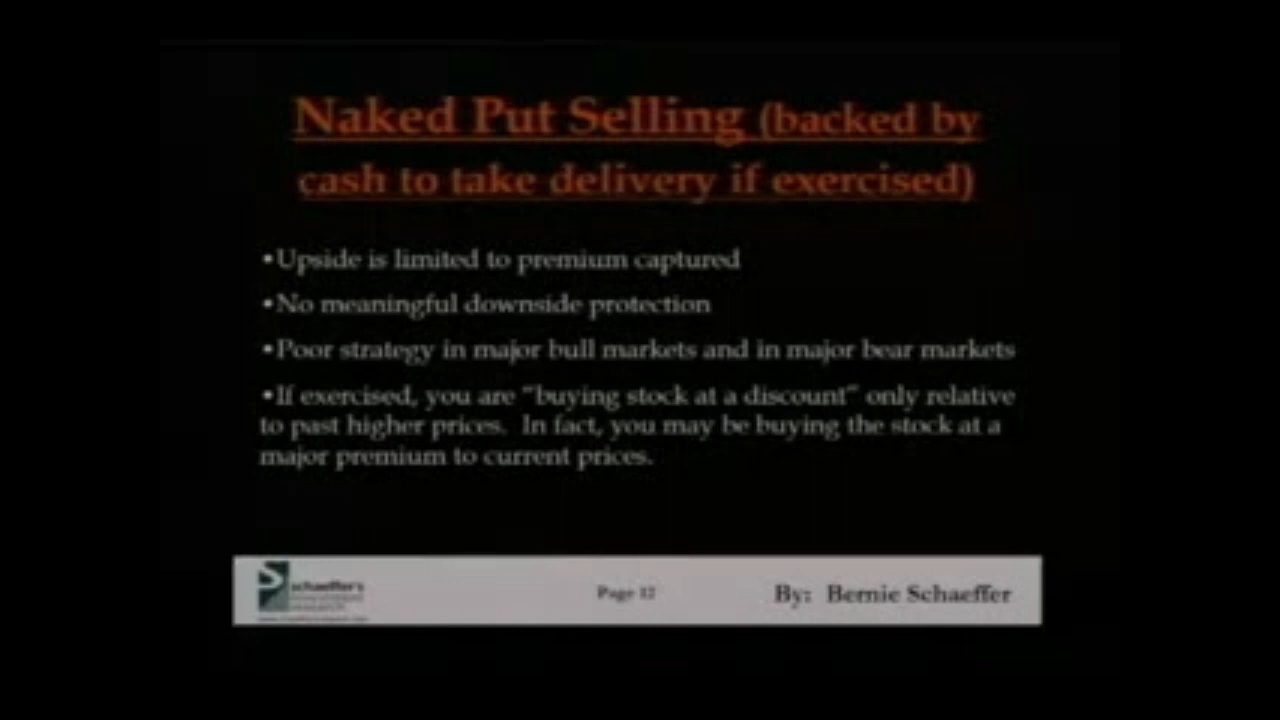 Naked Put Selling (backed by
cash to take delivery if exercised)
•Upside is limited to premium captured
•No meaningful downside protection
•Poor strategy in major bull markets and in major bear markets
•If exercised, you are “buying stock at a discount” only relative
to past higher prices.  In fact, you may be buying the stock at a
major premium to current prices.
schaeffer's
Page 12
By:  Bernie Schaeffer